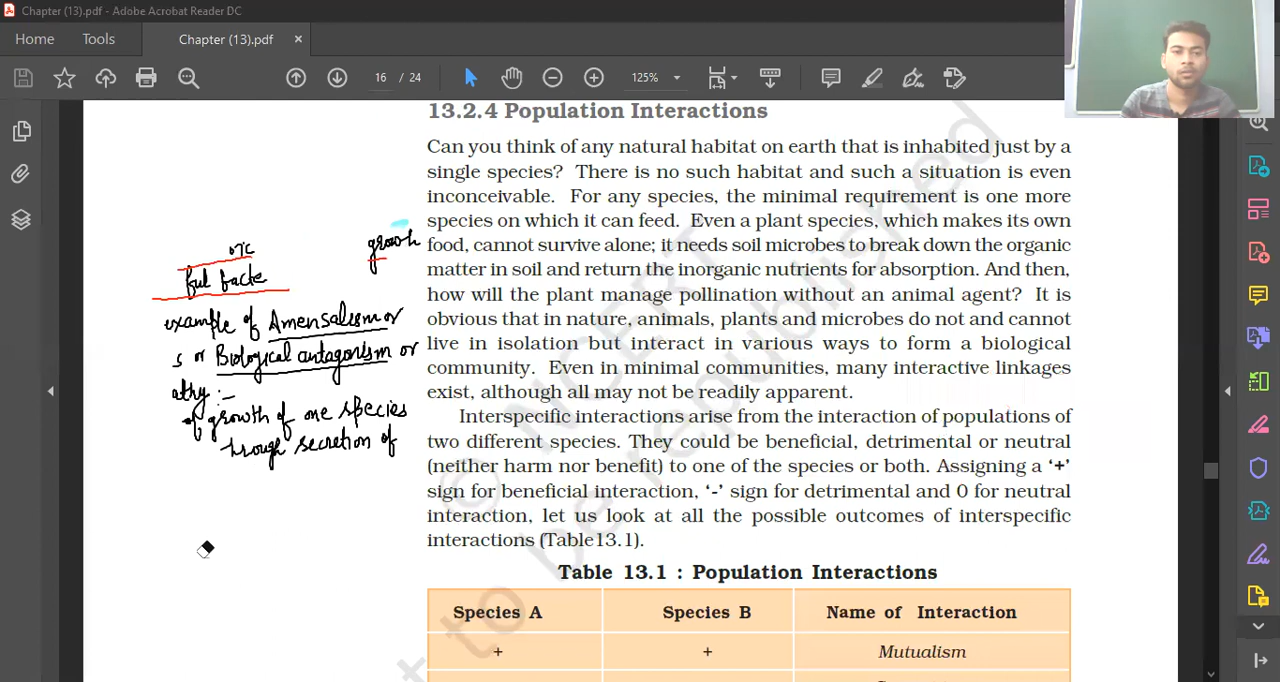 Chapter (13).pdf - Adobe Acrobat Reader DC
Home Tools Chapter (13).pdf ×
16 / 24 125%
13.2.4 Population Interactions
Can you think of any natural habitat on earth that is inhabited just by a
single species? There is no such habitat and such a situation is even
inconceivable. For any species, the minimal requirement is one more
species on which it can feed. Even a plant species, which makes its own
food, cannot survive alone; it needs soil microbes to break down the organic
matter in soil and return the inorganic nutrients for absorption. And then,
how will the plant manage pollination without an animal agent? It is
obvious that in nature, animals, plants and microbes do not and cannot
live in isolation but interact in various ways to form a biological
community. Even in minimal communities, many interactive linkages
exist, although all may not be readily apparent.
Interspecific interactions arise from the interaction of populations of
two different species. They could be beneficial, detrimental or neutral
(neither harm nor benefit) to one of the species or both. Assigning a '+'
sign for beneficial interaction, '-' sign for detrimental and 0 for neutral
interaction, let us look at all the possible outcomes of interspecific
interactions (Table13.1).
Table 13.1 : Population Interactions
Species A Species B Name of Interaction
+ + Mutualism
growth
ful facte
example of Amensalism or
s or Biological antagonism or
athy :-
of growth of one species
through secretion of
© NCERT
be republished